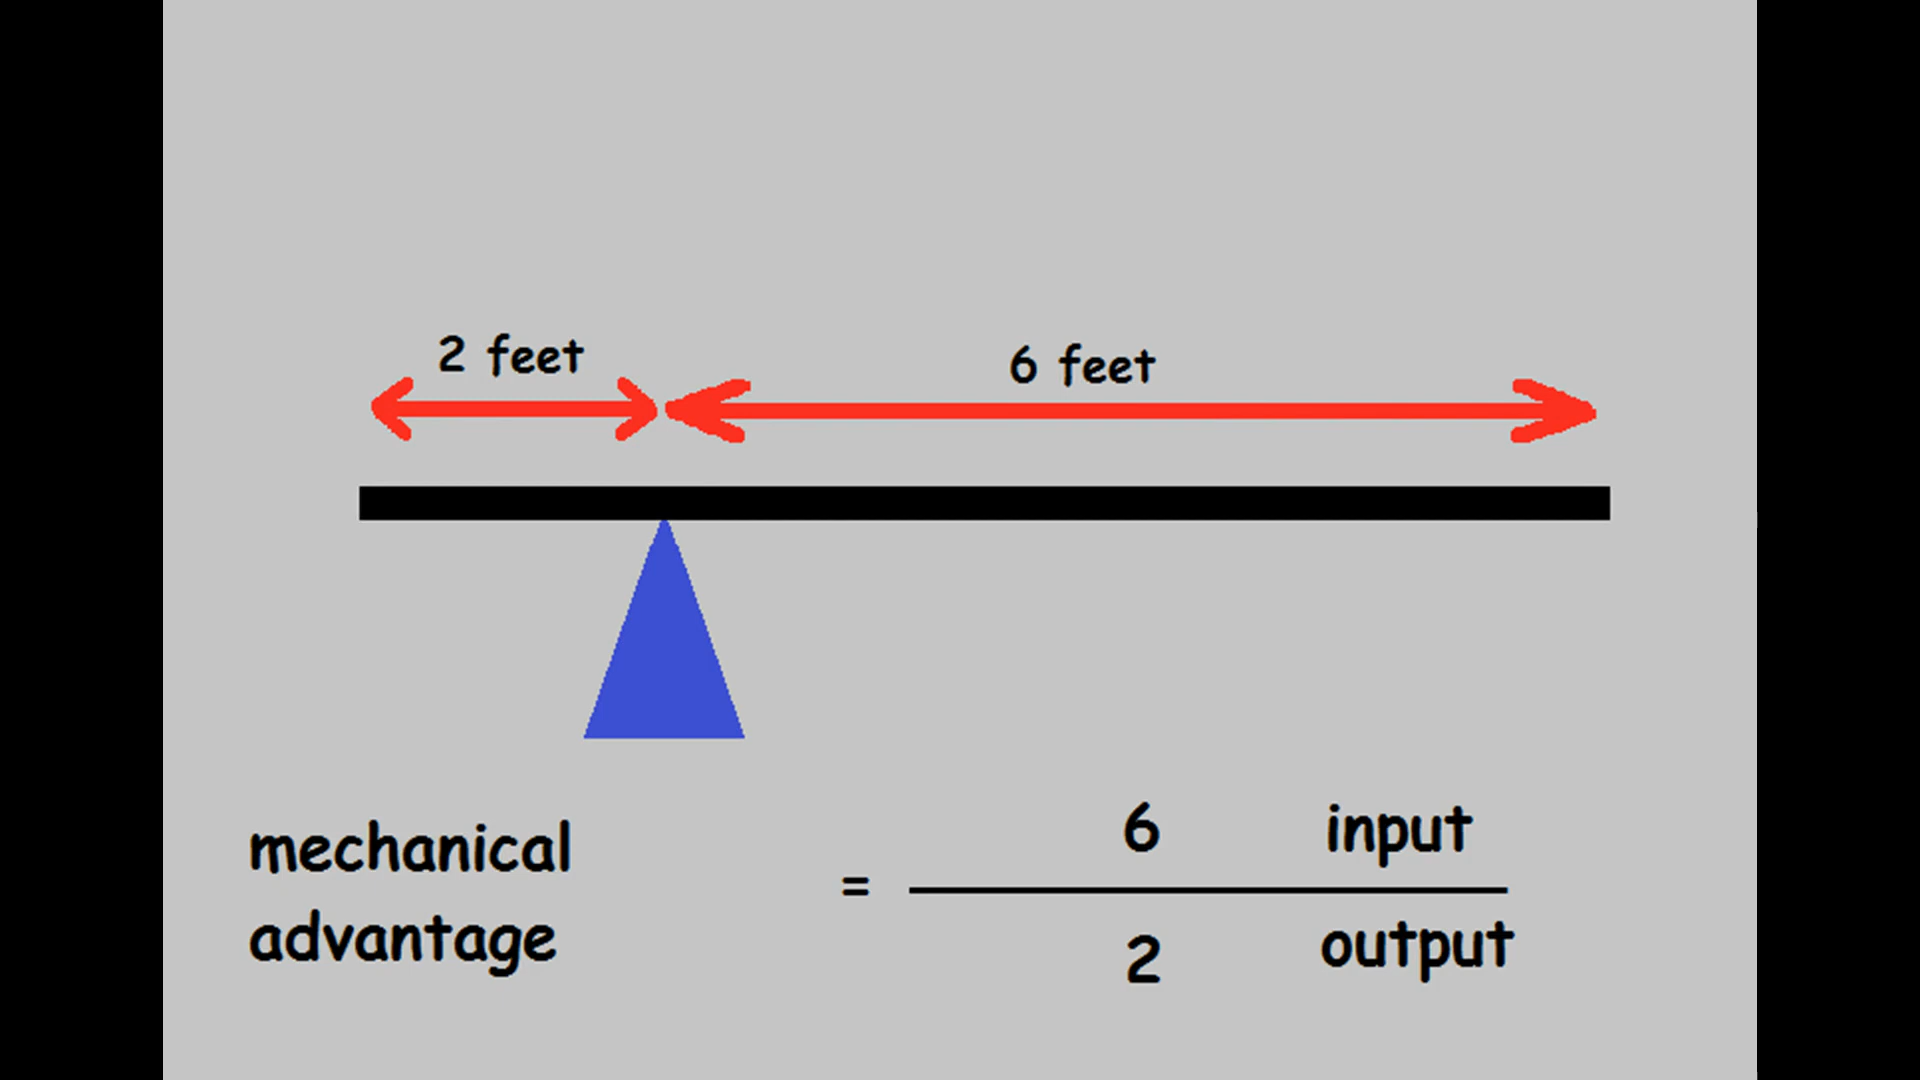 2 feet
6 feet
mechanical
advantage
=
6 input
2 output